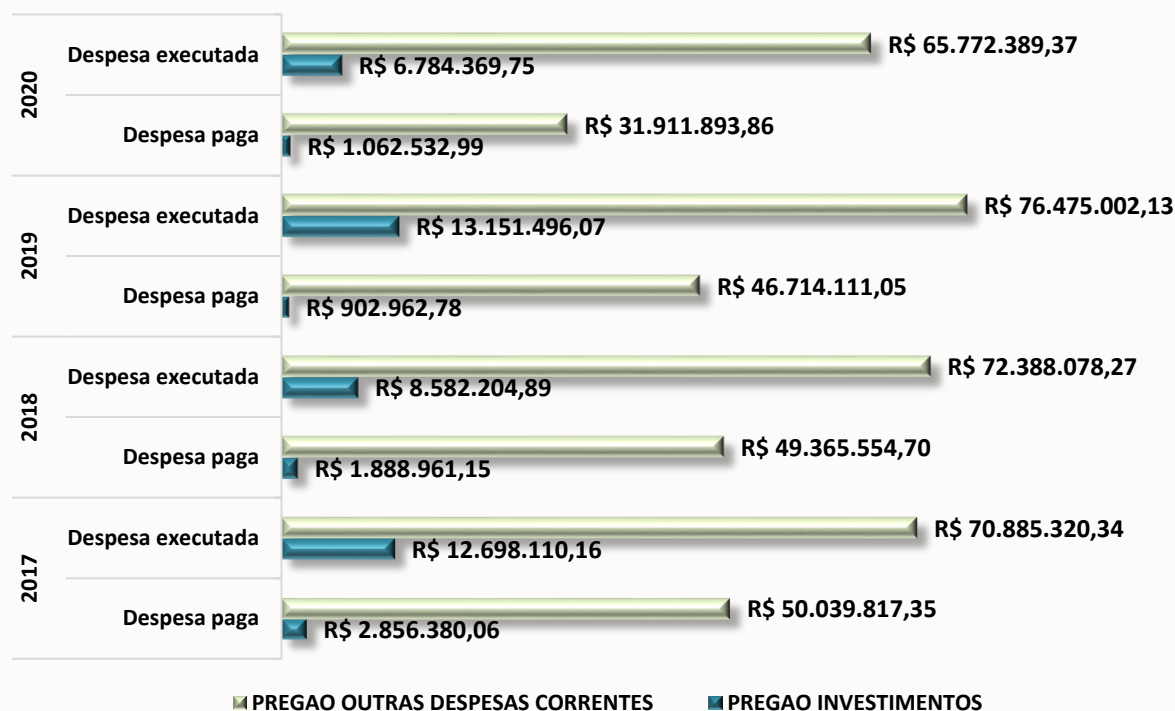 2020
Despesa executada
R$ 65.772.389,37
R$ 6.784.369,75
Despesa paga
R$ 31.911.893,86
R$ 1.062.532,99
2019
Despesa executada
R$ 76.475.002,13
R$ 13.151.496,07
Despesa paga
R$ 46.714.111,05
R$ 902.962,78
2018
Despesa executada
R$ 72.388.078,27
R$ 8.582.204,89
Despesa paga
R$ 49.365.554,70
R$ 1.888.961,15
2017
Despesa executada
R$ 70.885.320,34
R$ 12.698.110,16
Despesa paga
R$ 50.039.817,35
R$ 2.856.380,06
PREGAO OUTRAS DESPESAS CORRENTES PREGAO INVESTIMENTOS